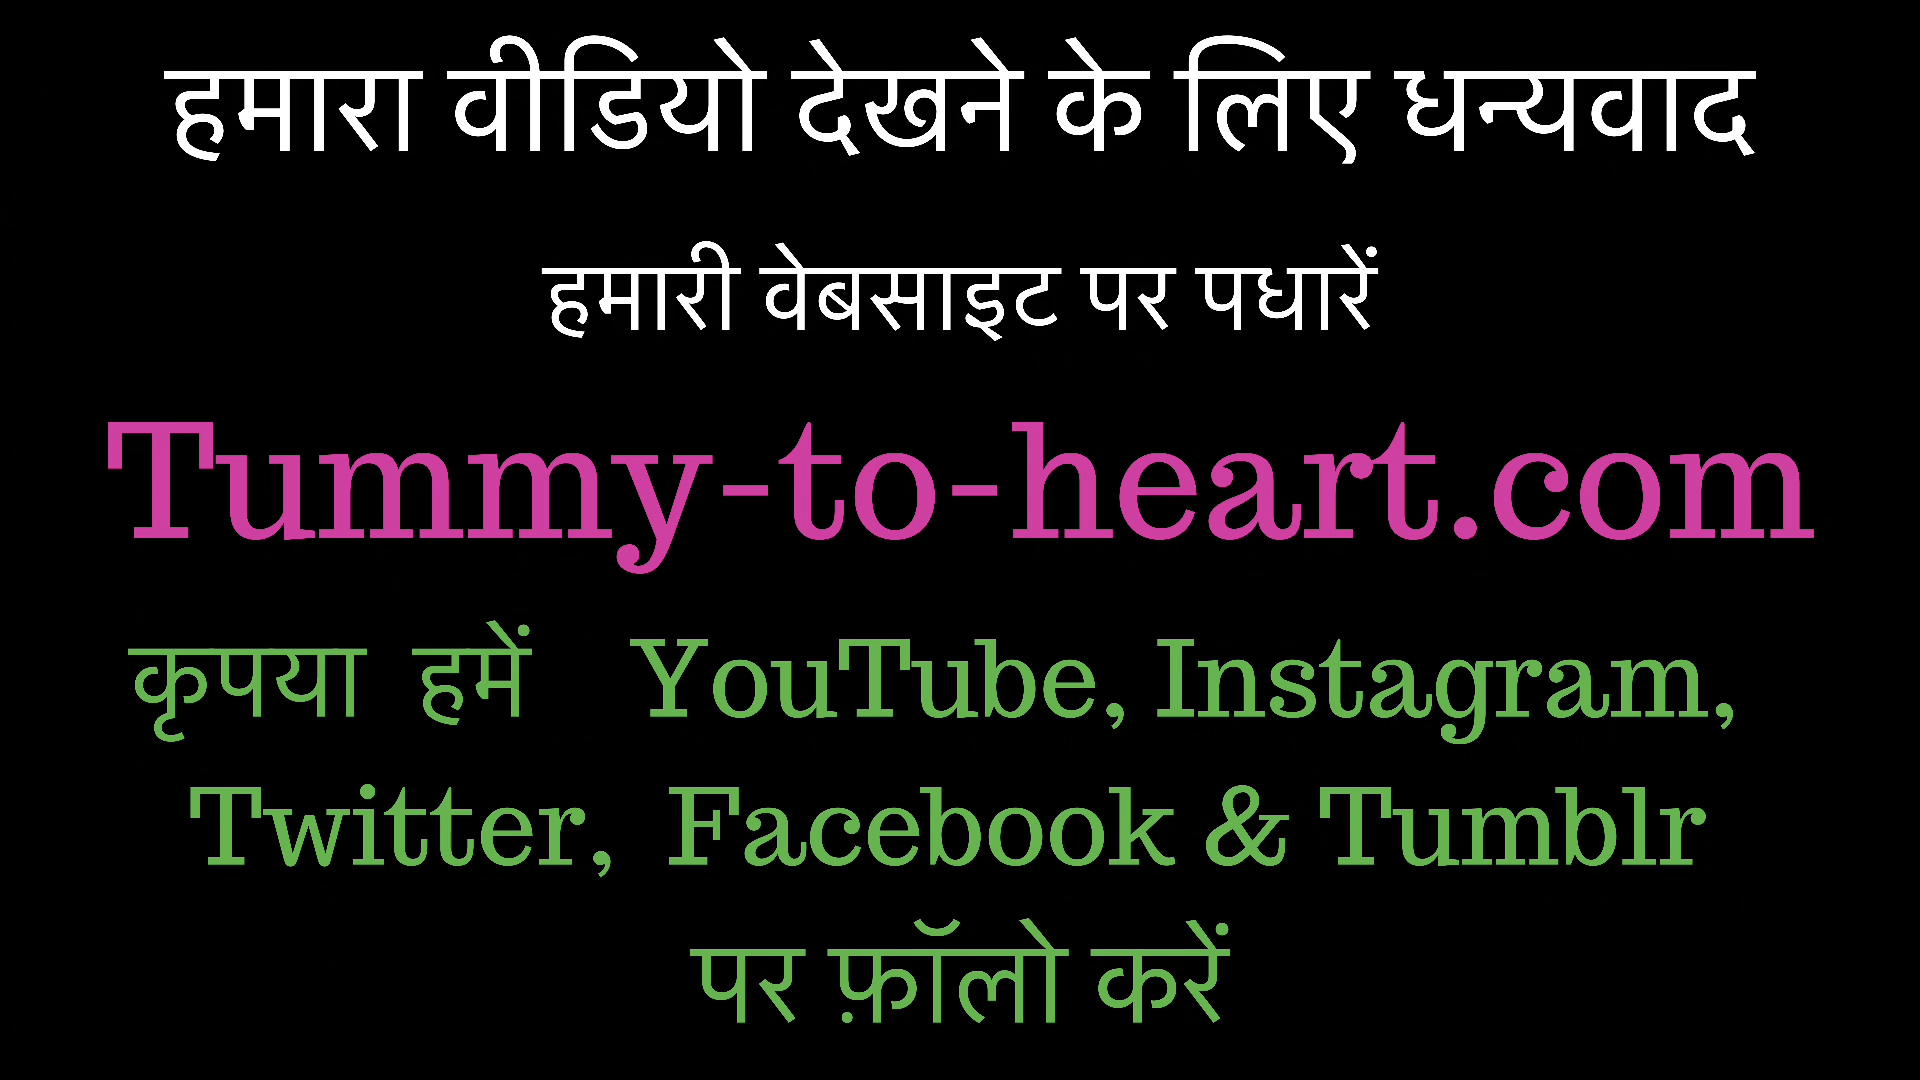 हमारा वीडियो देखने के लिए धन्यवाद
हमारी वेबसाइट पर पधारें
Tummy-to-heart.com
कृपया हमें YouTube, Instagram,
Twitter, Facebook & Tumblr
पर फ़ॉलो करें